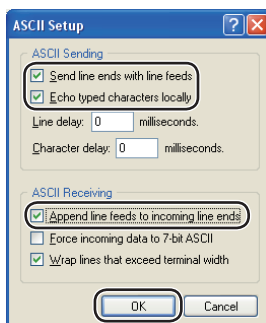 ASCII Setup
ASCII Sending
Send line ends with line feeds
Echo typed characters locally
Line delay: 0 milliseconds.
Character delay: 0 milliseconds.
ASCII Receiving
Append line feeds to incoming line ends
Force incoming data to 7-bit ASCII
Wrap lines that exceed terminal width
OK Cancel